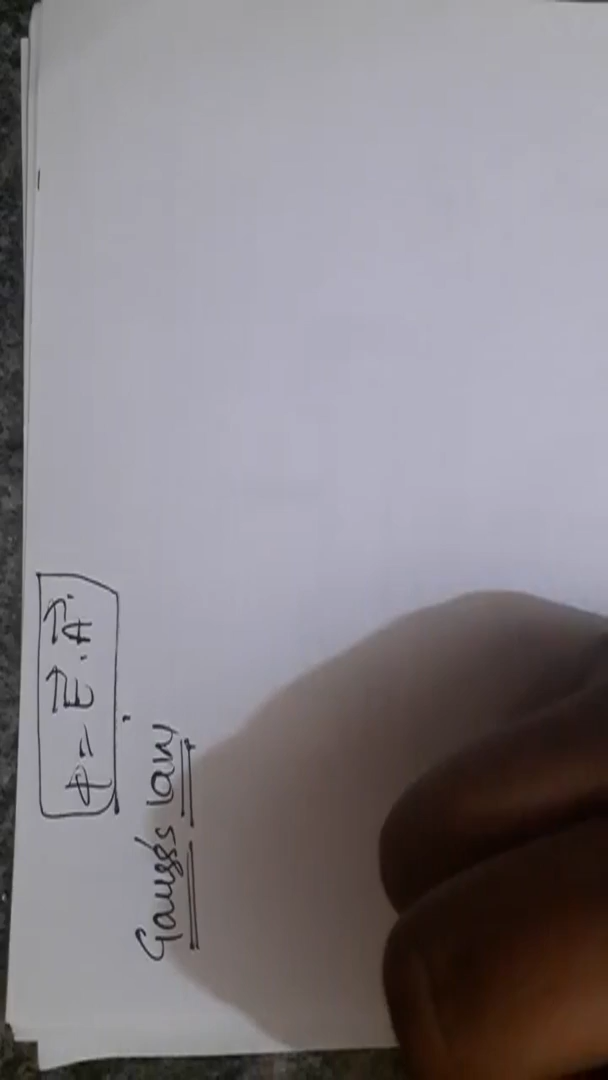 ϕ = E⃗ . A⃗ .
Gauss's law